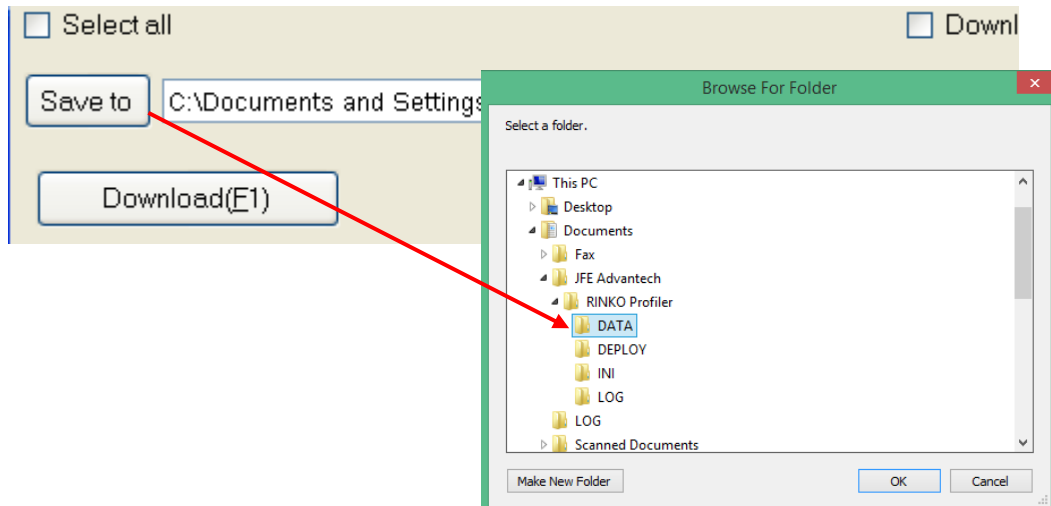 Select all
Downl
Save to
C:\Documents and Settings
Download(F1)
Browse For Folder
Select a folder.
This PC
Desktop
Documents
Fax
JFE Advantech
RINKO Profiler
DATA
DEPLOY
INI
LOG
LOG
Scanned Documents
Make New Folder
OK
Cancel